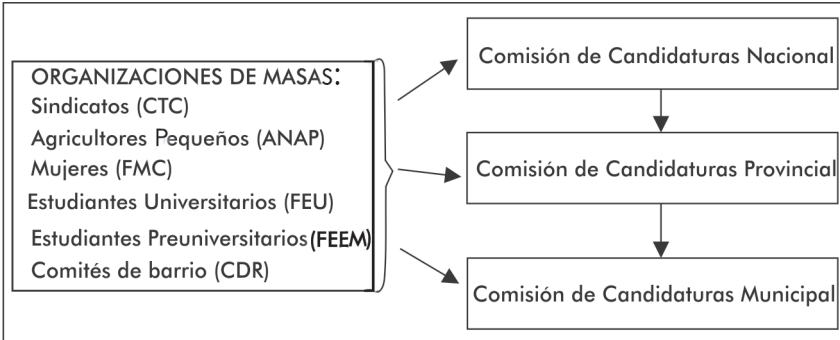 ORGANIZACIONES DE MASAS:
Sindicatos (CTC)
Agricultores Pequeños (ANAP)
Mujeres (FMC)
Estudiantes Universitarios (FEU)
Estudiantes Preuniversitarios (FEEM)
Comités de barrio (CDR)
Comisión de Candidaturas Nacional
Comisión de Candidaturas Provincial
Comisión de Candidaturas Municipal